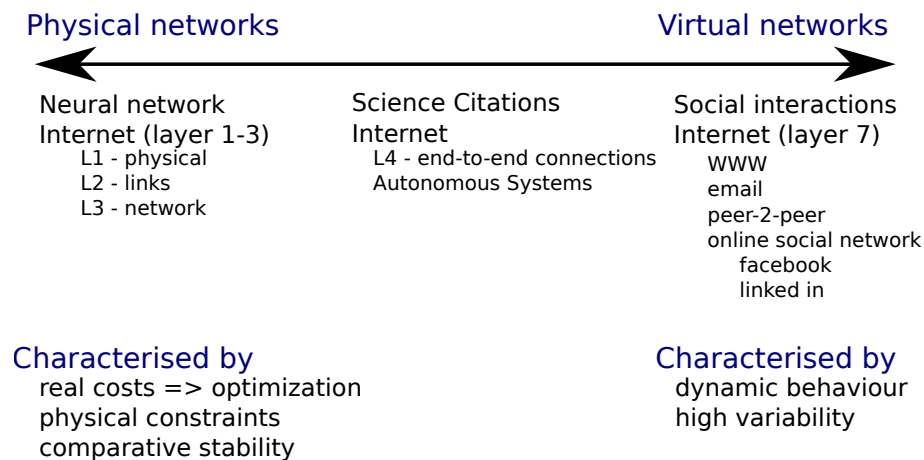 Physical networks
Virtual networks
Neural network
Internet (layer 1-3)
L1 - physical
L2 - links
L3 - network
Science Citations
Internet
L4 - end-to-end connections
Autonomous Systems
Social interactions
Internet (layer 7)
WWW
email
peer-2-peer
online social network
facebook
linked in
Characterised by
real costs => optimization
physical constraints
comparative stability
Characterised by
dynamic behaviour
high variability